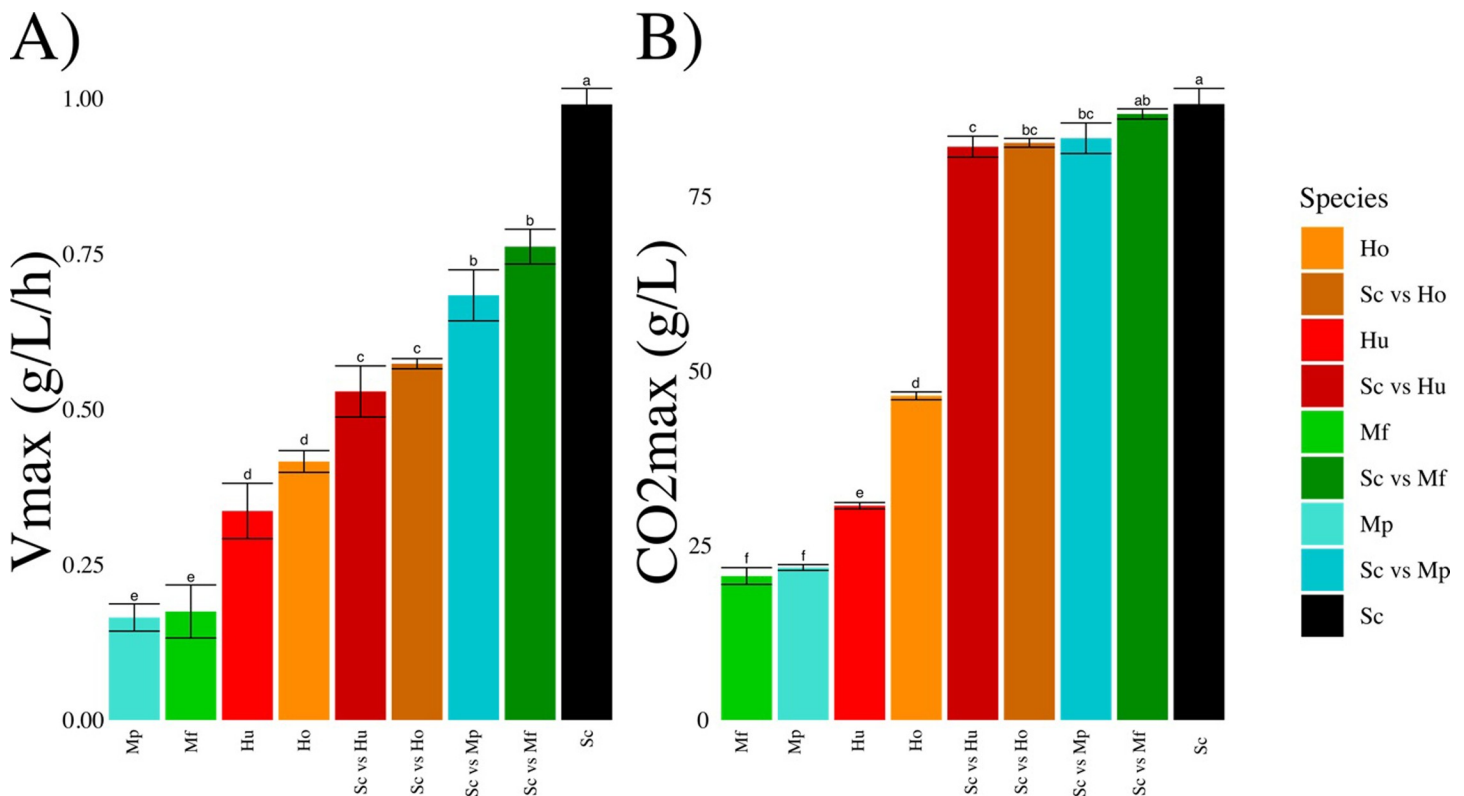 A)
Vmax (g/L/h)
1.00
0.75
0.50
0.25
0.00
e
e
d
d
c
c
b
b
a
Mp
Mf
Hu
Ho
Sc vs Hu
Sc vs Ho
Sc vs Mp
Sc vs Mf
Sc
B)
CO2max (g/L)
75
50
25
0
f
f
e
d
c
bc
bc
ab
a
Mf
Mp
Hu
Ho
Sc vs Hu
Sc vs Ho
Sc vs Mp
Sc vs Mf
Sc
Species
Ho
Sc vs Ho
Hu
Sc vs Hu
Mf
Sc vs Mf
Mp
Sc vs Mp
Sc